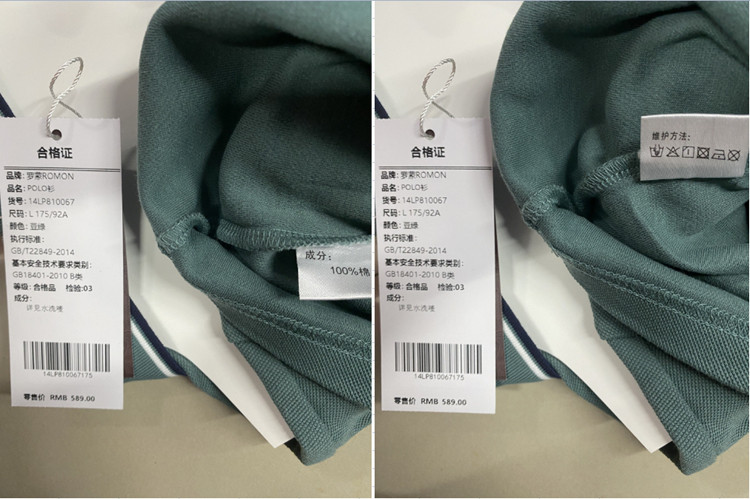 合格证
品牌:罗蒙ROMON
品名:POLO衫
货号:14LP810067
尺码:L 175/92A
颜色:豆绿
执行标准:
GB/T22849-2014
基本安全技术要求类别:
GB18401-2010 B类
等级:合格品 检验:03
成分:
详见水洗唛
14LP810067175
零售价 RMB 589.00
成分:
100%棉
合格证
品牌:罗蒙ROMON
品名:POLO衫
货号:14LP810067
尺码:L 175/92A
颜色:豆绿
执行标准:
GB/T22849-2014
基本安全技术要求类别:
GB18401-2010 B类
等级:合格品 检验:03
成分:
详见水洗唛
14LP810067175
零售价 RMB 589.00
维护方法: